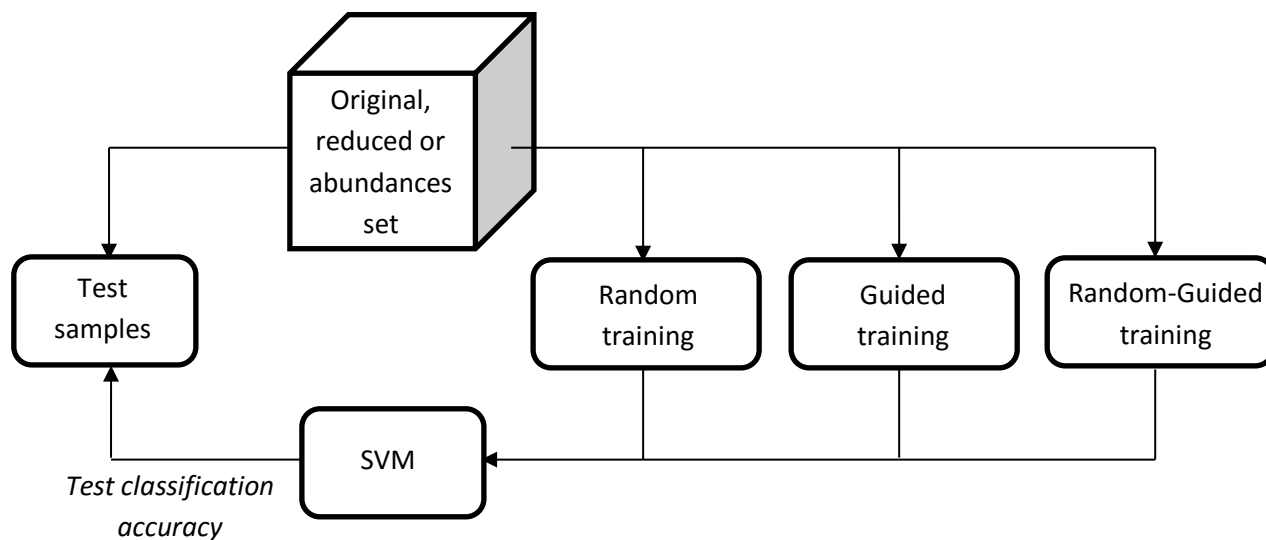 Original,
reduced or
abundances
set
Test
samples
Random
training
Guided
training
Random-Guided
training
SVM
Test classification
accuracy